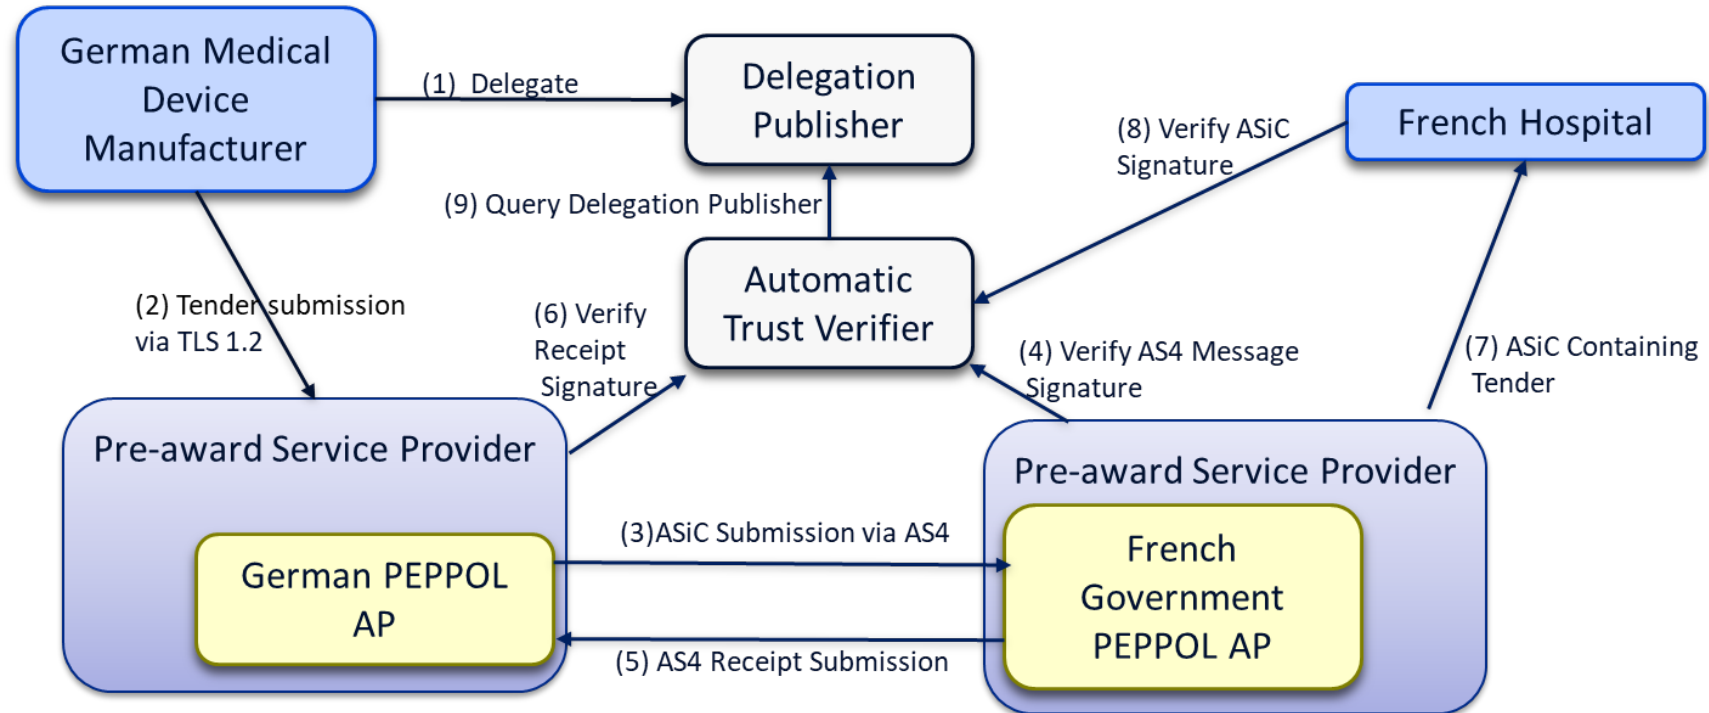 German Medical
Device
Manufacturer
(1)  Delegate
Delegation
Publisher
(8) Verify ASiC
Signature
French Hospital
(9) Query Delegation Publisher
Automatic
Trust Verifier
(2) Tender submission
via TLS 1.2
(6) Verify
Receipt
Signature
(4) Verify AS4 Message
Signature
(7) ASiC Containing
Tender
Pre-award Service Provider
Pre-award Service Provider
(3)ASiC Submission via AS4
German PEPPOL
AP
French
Government
PEPPOL AP
(5) AS4 Receipt Submission